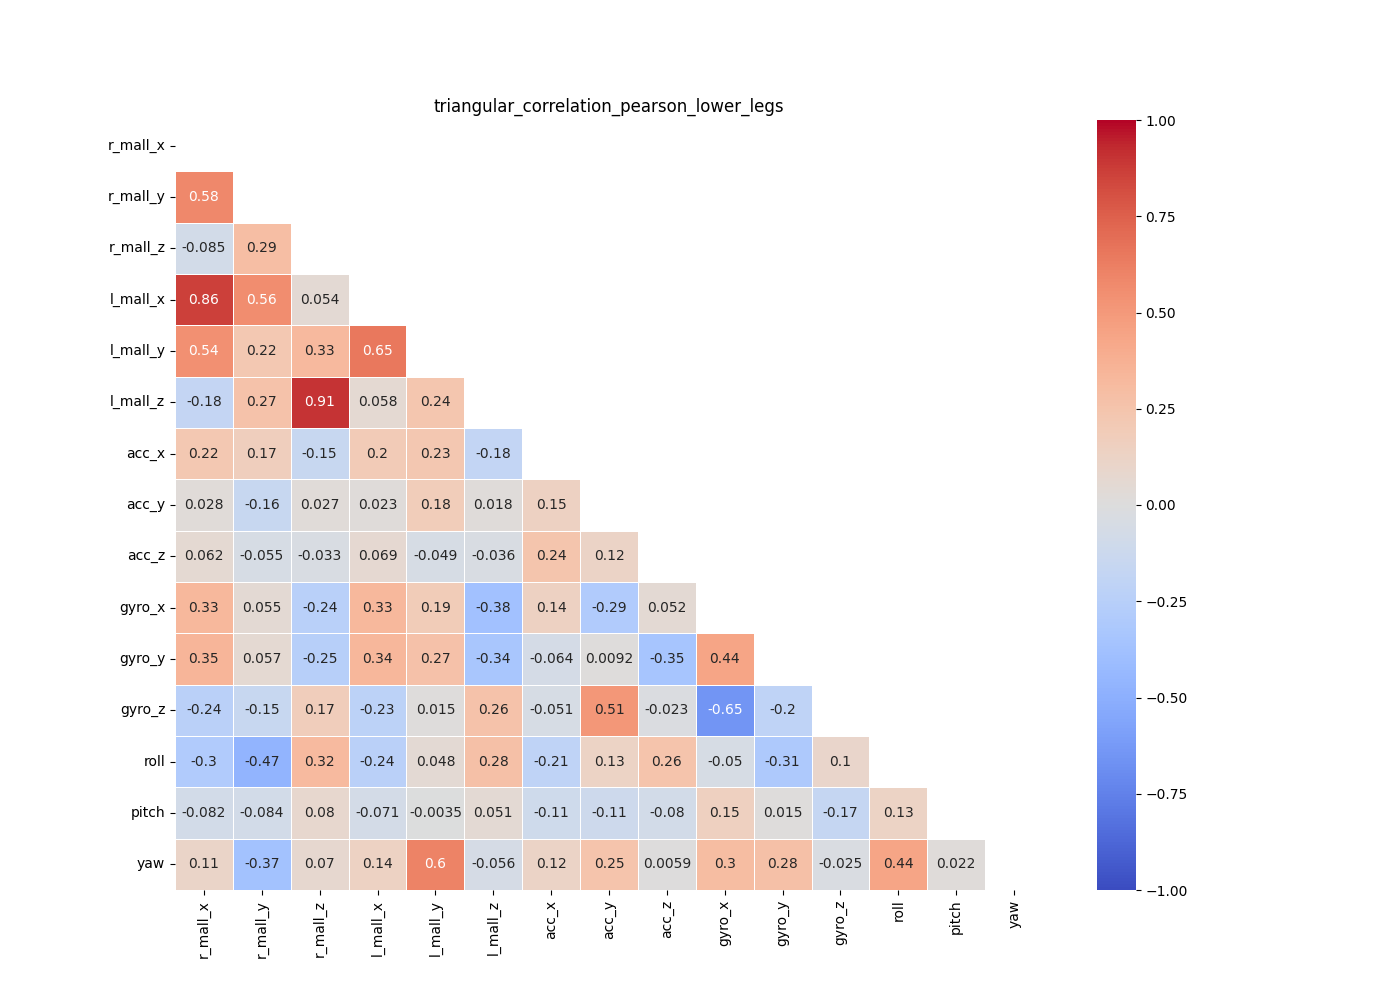 triangular_correlation_pearson_lower_legs
r_mall_x
r_mall_y 0.58
r_mall_z -0.085 0.29
l_mall_x 0.86 0.56 0.054
l_mall_y 0.54 0.22 0.33 0.65
l_mall_z -0.18 0.27 0.91 0.058 0.24
acc_x 0.22 0.17 -0.15 0.2 0.23 -0.18
acc_y 0.028 -0.16 0.027 0.023 0.18 0.018 0.15
acc_z 0.062 -0.055 -0.033 0.069 -0.049 -0.036 0.24 0.12
gyro_x 0.33 0.055 -0.24 0.33 0.19 -0.38 0.14 -0.29 0.052
gyro_y 0.35 0.057 -0.25 0.34 0.27 -0.34 -0.064 0.0092 -0.35 0.44
gyro_z -0.24 -0.15 0.17 -0.23 0.015 0.26 -0.051 0.51 -0.023 -0.65 -0.2
roll -0.3 -0.47 0.32 -0.24 0.048 0.28 -0.21 0.13 0.26 -0.05 -0.31 0.1
pitch -0.082 -0.084 0.08 -0.071 -0.0035 0.051 -0.11 -0.11 -0.08 0.15 0.015 -0.17 0.13
yaw 0.11 -0.37 0.07 0.14 0.6 -0.056 0.12 0.25 0.0059 0.3 0.28 -0.025 0.44 0.022
r_mall_x r_mall_y r_mall_z l_mall_x l_mall_y l_mall_z acc_x acc_y acc_z gyro_x gyro_y gyro_z roll pitch yaw
1.00
0.75
0.50
0.25
0.00
−0.25
−0.50
−0.75
−1.00